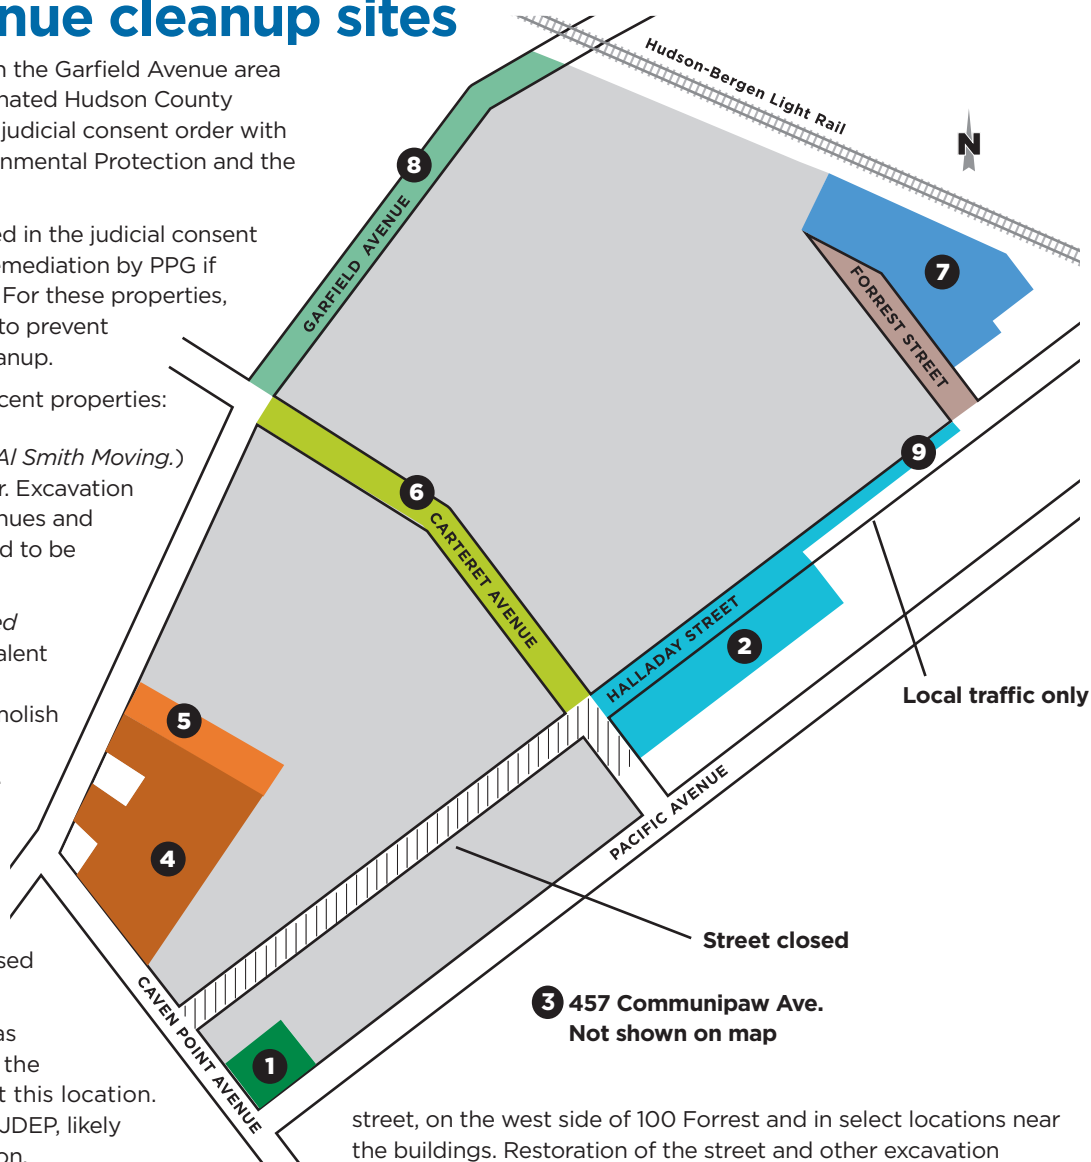 nue cleanup sites
n the Garfield Avenue area
nated Hudson County
judicial consent order with
nmental Protection and the
ed in the judicial consent
emediation by PPG if
For these properties,
to prevent
anup.
cent properties:
Al Smith Moving.)
r. Excavation
nues and
d to be
ed
alent
nolish
sed
as
the
t this location.
JDEP, likely
on.
Hudson-Bergen Light Rail
N
8
GARFIELD AVENUE
7
FORREST STREET
9
6
CARTERET AVENUE
HALLADAY STREET
2
Local traffic only
5
4
PACIFIC AVENUE
Street closed
CAVEN POINT AVENUE
3 457 Communipaw Ave.
Not shown on map
1
street, on the west side of 100 Forrest and in select locations near
the buildings. Restoration of the street and other excavation